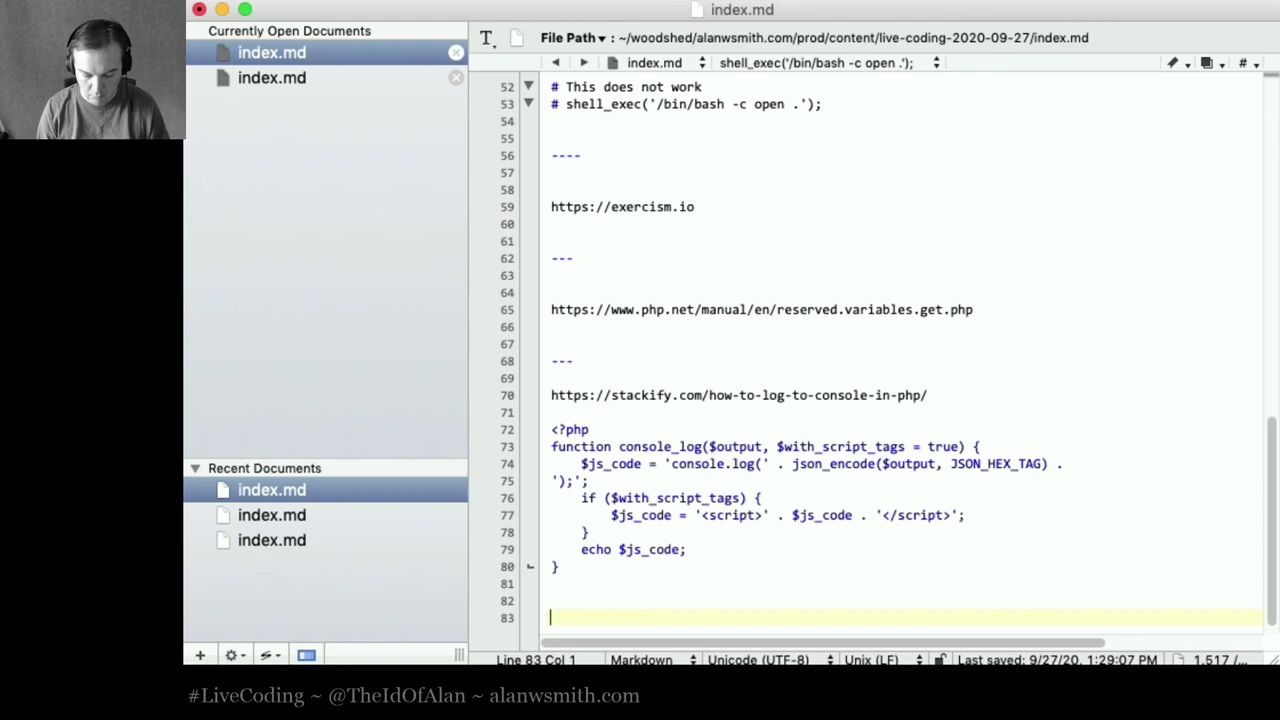 index.md
Currently Open Documents
index.md
index.md
File Path : ~/woodshed/alanwsmith.com/prod/content/live-coding-2020-09-27/index.md
index.md shell_exec('/bin/bash -c open .');
52 # This does not work
53 # shell_exec('/bin/bash -c open .');
54
55
56 ----
57
58
59 https://exercism.io
60
61
62 ---
63
64
65 https://www.php.net/manual/en/reserved.variables.get.php
66
67
68 ---
69
70 https://stackify.com/how-to-log-to-console-in-php/
71
72 <?php
73 function console_log($output, $with_script_tags = true) {
74 $js_code = 'console.log(' . json_encode($output, JSON_HEX_TAG) .
75 ');';
76 if ($with_script_tags) {
77 $js_code = '<script>' . $js_code . '</script>';
78 }
79 echo $js_code;
80 }
81
82
83
Recent Documents
index.md
index.md
index.md
Line 83 Col 1 Markdown Unicode (UTF-8) Unix (LF) Last saved: 9/27/20, 1:29:07 PM 1,517 /…
#LiveCoding ~ @TheIdOfAlan ~ alanwsmith.com